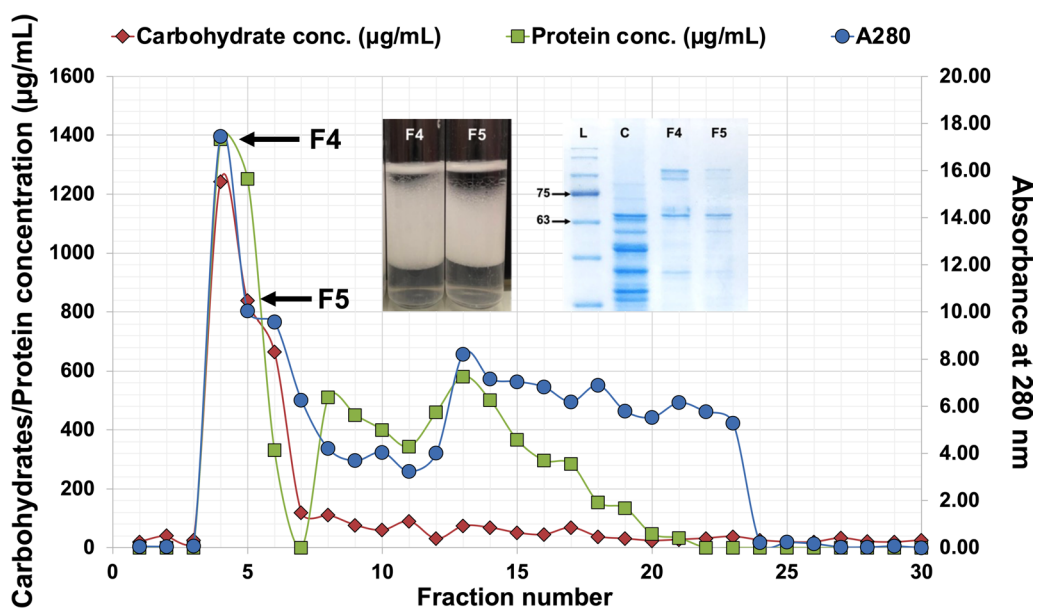 Carbohydrate conc. (µg/mL) Protein conc. (µg/mL) A280
Carbohydrates/Protein concentration (µg/mL)
1600
1400
1200
1000
800
600
400
200
0
20.00
18.00
16.00
14.00
12.00
10.00
8.00
6.00
4.00
2.00
0.00
Absorbance at 280 nm
F4
F5
F4 F5
L C F4 F5
75
63
0 5 10 15 20 25 30
Fraction number